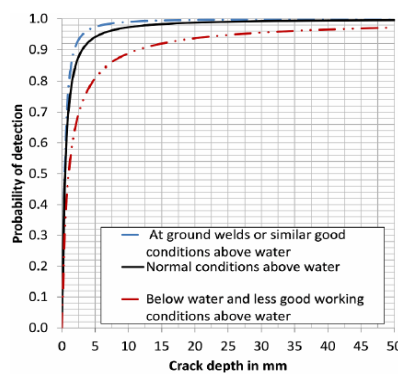 1.0
0.9
0.8
0.7
0.6
0.5
0.4
0.3
0.2
0.1
0.0
Probability of detection
At ground welds or similar good
conditions above water
Normal conditions above water
Below water and less good working
conditions above water
0 5 10 15 20 25 30 35 40 45 50
Crack depth in mm